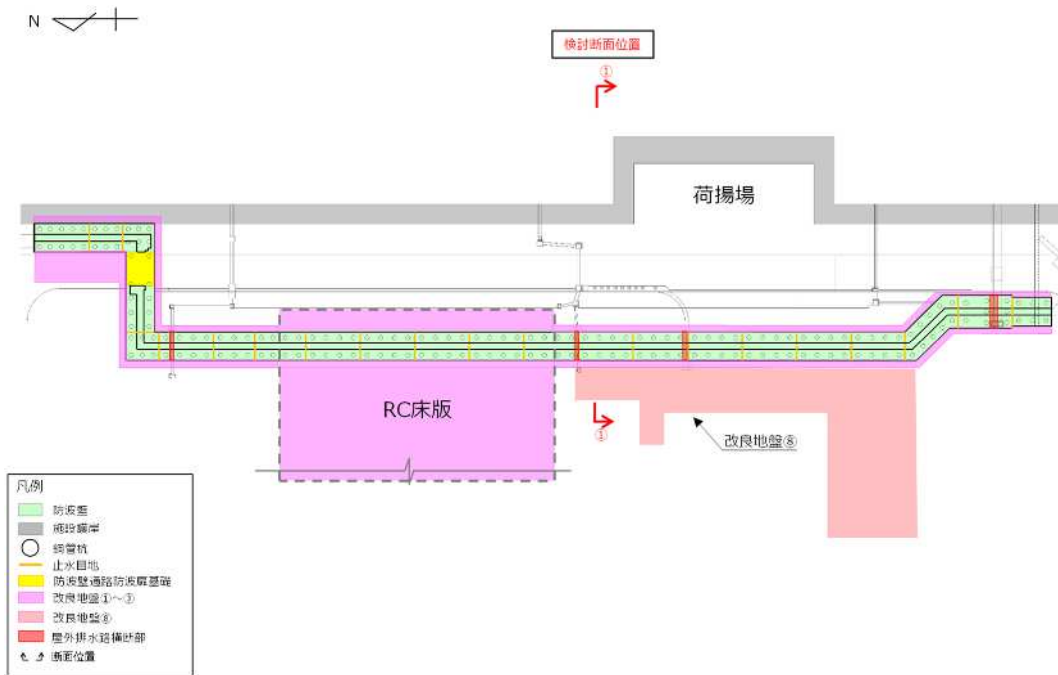 N
検討断面位置
①
荷揚場
RC床版
①
改良地盤⑧
凡例
防波壁
施設護岸
鋼管杭
止水目地
防波壁通路防波扉基礎
改良地盤①～③
改良地盤⑧
屋外排水路横断部
断面位置